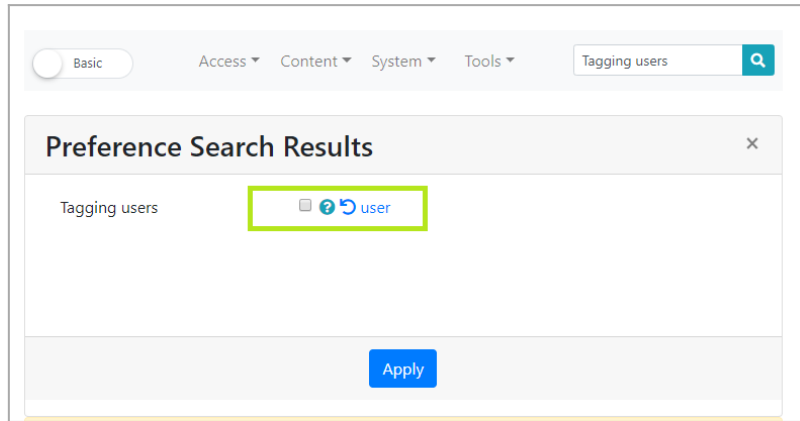 Basic Access Content System Tools Tagging users
Preference Search Results ×
Tagging users user
Apply